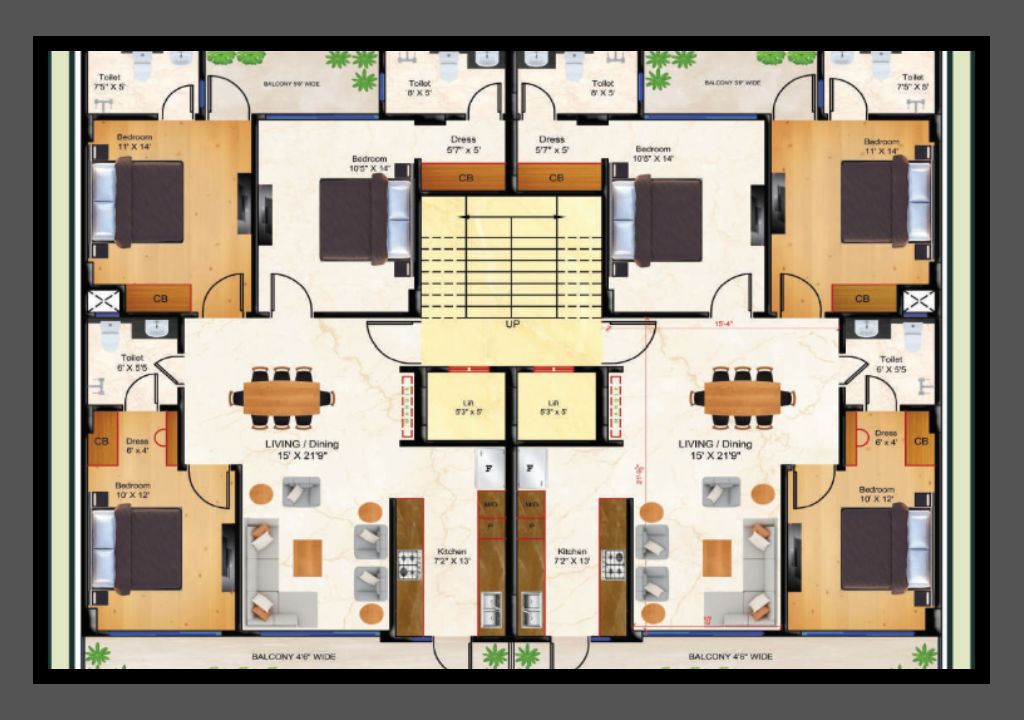 Toilet
7'5" X 5'
BALCONY 5'6" WIDE
Toilet
8' X 5'
Toilet
8' X 5'
BALCONY 5'6" WIDE
Toilet
7'5" X 5'
Bedroom
11' X 14'
Bedroom
10'5" X 14'
Dress
5'7" x 5'
Dress
5'7" x 5'
Bedroom
10'5" X 14'
Bedroom
11' X 14'
CB
CB
CB
CB
UP
15'-4"
Toilet
6' X 5'5
Toilet
6' X 5'5
Lift
5'3" x 5'
Lift
5'3" x 5'
CB
Dress
6' x 4'
LIVING / Dining
15' X 21'9"
LIVING / Dining
15' X 21'9"
Dress
6' x 4'
CB
F
F
Bedroom
10' X 12'
Bedroom
10' X 12'
M/O
P
M/O
P
Kitchen
7'2" X 13'
Kitchen
7'2" X 13'
BALCONY 4'6" WIDE
BALCONY 4'6" WIDE